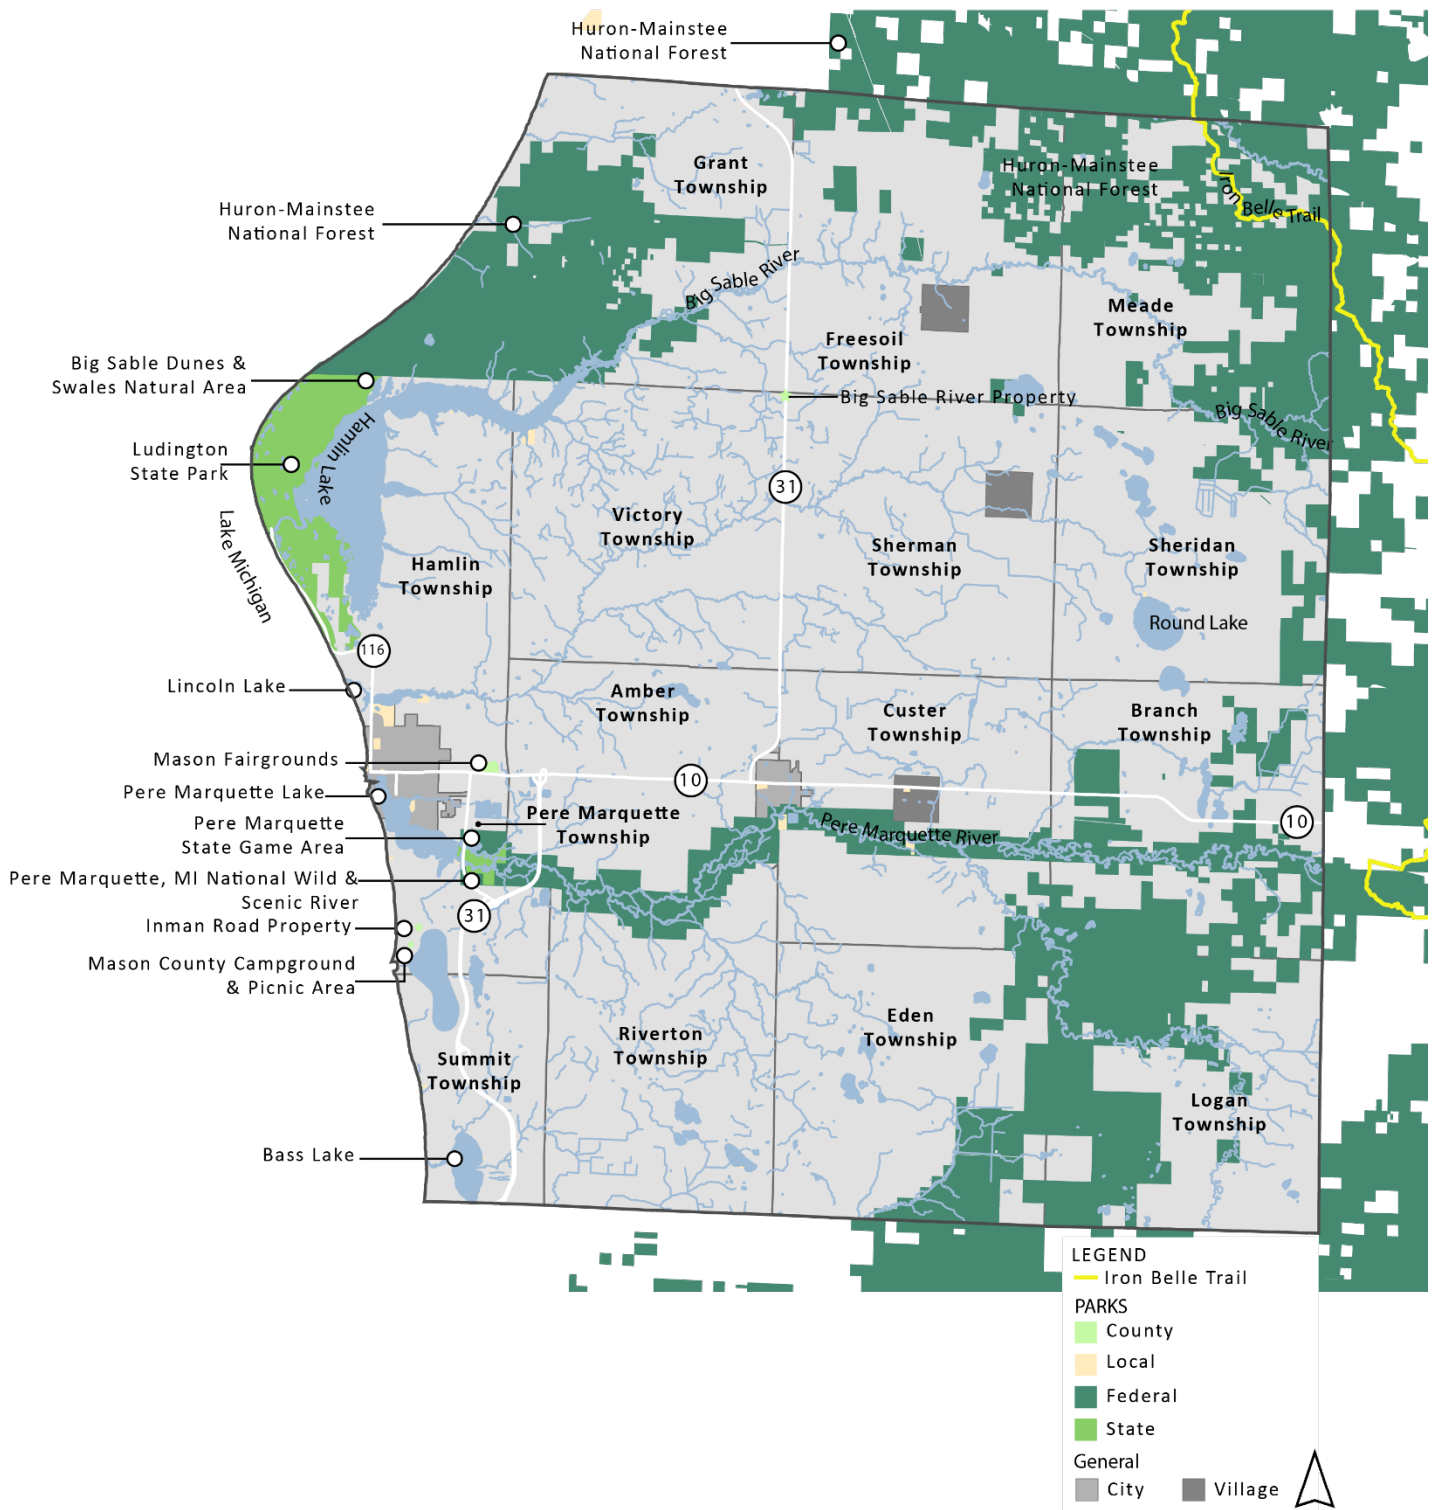 Huron-Mainstee
National Forest
Grant
Township
Huron-Mainstee
National Forest
Iron Belle Trail
Huron-Mainstee
National Forest
Big Sable River
Meade
Township
Freesoil
Township
Big Sable Dunes &
Swales Natural Area
Big Sable River Property
Big Sable River
Hamlin Lake
Ludington
State Park
31
Lake Michigan
Victory
Township
Sherman
Township
Sheridan
Township
Hamlin
Township
Round Lake
116
Lincoln Lake
Amber
Township
Custer
Township
Branch
Township
Mason Fairgrounds
10
Pere Marquette Lake
Pere Marquette
Township
Pere Marquette River
10
Pere Marquette
State Game Area
Pere Marquette, MI National Wild &
Scenic River
31
Inman Road Property
Mason County Campground
& Picnic Area
Eden
Township
Riverton
Township
Summit
Township
Logan
Township
Bass Lake
LEGEND
Iron Belle Trail
PARKS
County
Local
Federal
State
General
City
Village